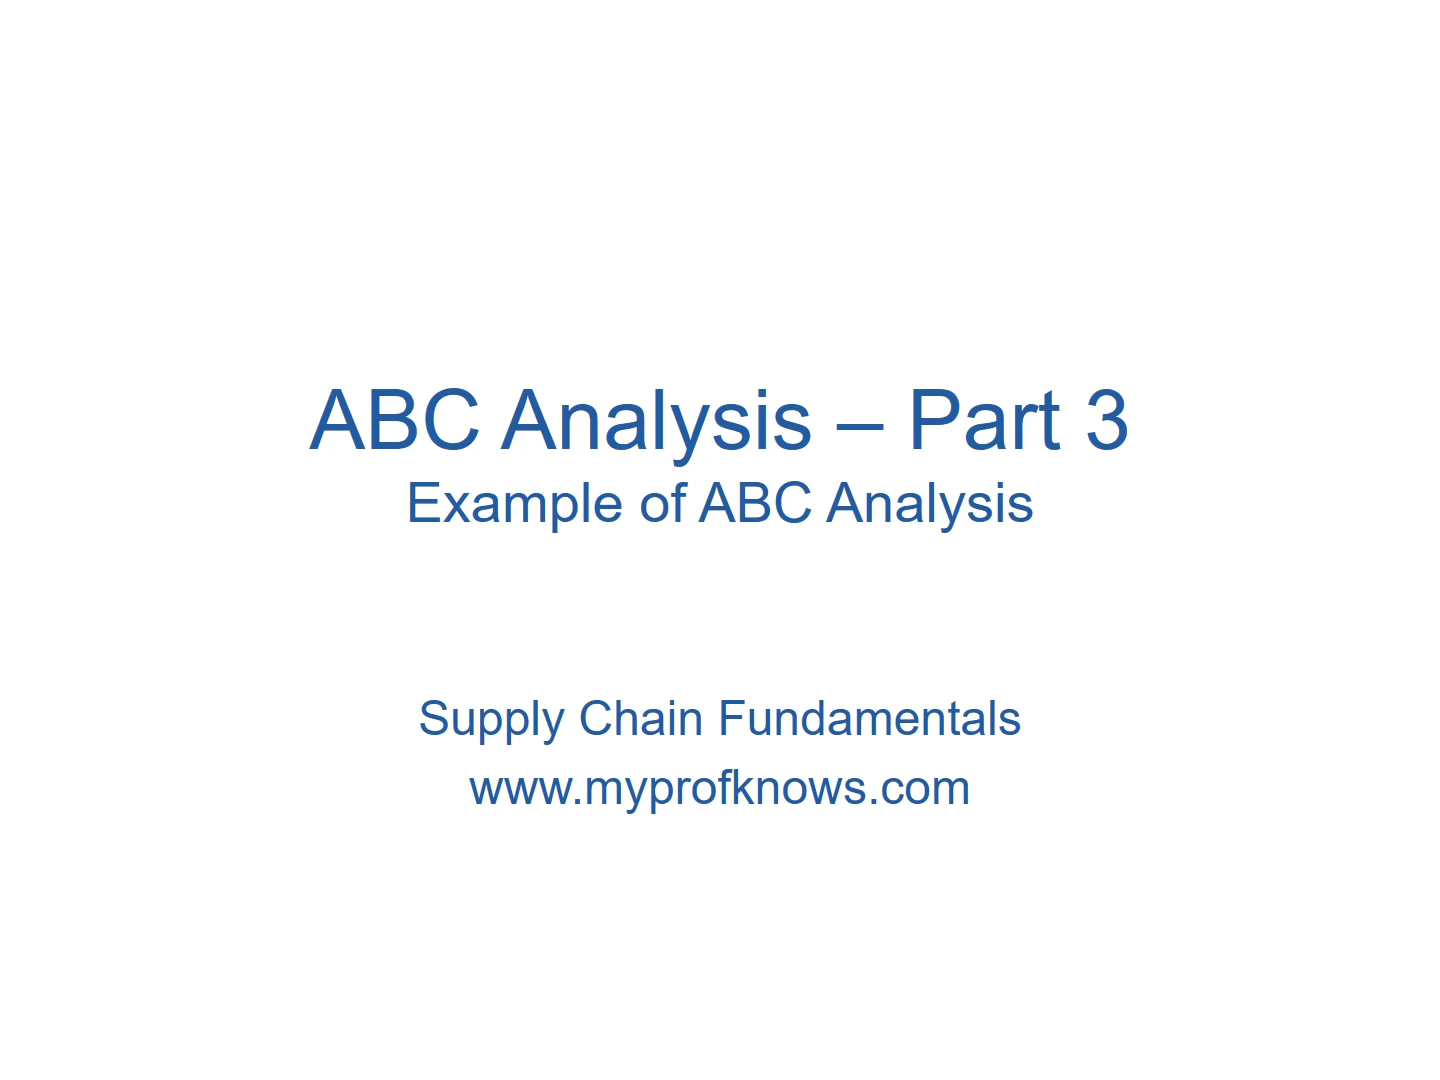 ABC Analysis – Part 3
Example of ABC Analysis
Supply Chain Fundamentals
www.myprofknows.com